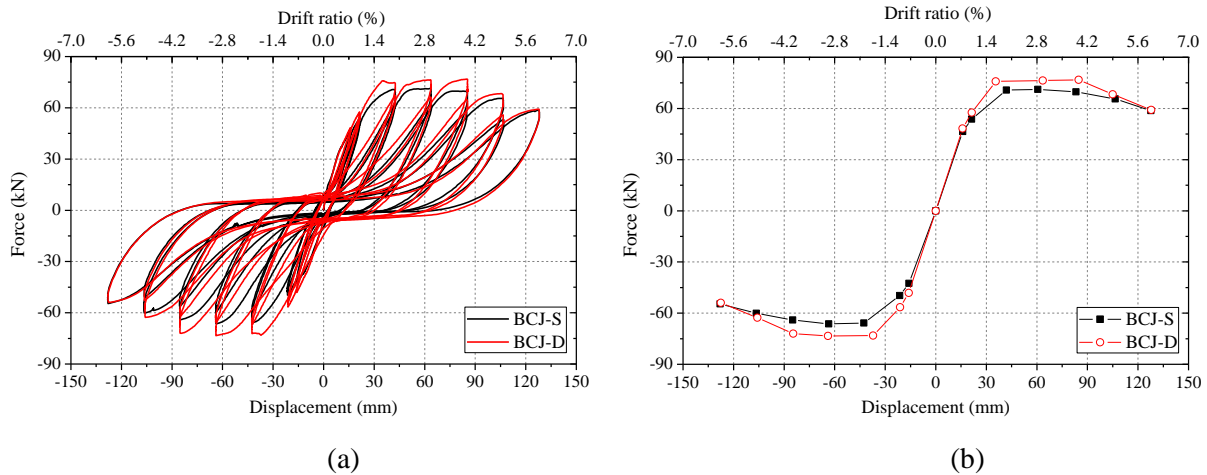 Drift ratio (%)
-7.0 -5.6 -4.2 -2.8 -1.4 0.0 1.4 2.8 4.2 5.6 7.0
90
60
30
0
-30
-60
-90
Force (kN)
BCJ-S
BCJ-D
-150 -120 -90 -60 -30 0 30 60 90 120 150
Displacement (mm)
(a)
Drift ratio (%)
-7.0 -5.6 -4.2 -2.8 -1.4 0.0 1.4 2.8 4.2 5.6 7.0
90
60
30
0
-30
-60
-90
Force (kN)
BCJ-S
BCJ-D
-150 -120 -90 -60 -30 0 30 60 90 120 150
Displacement (mm)
(b)